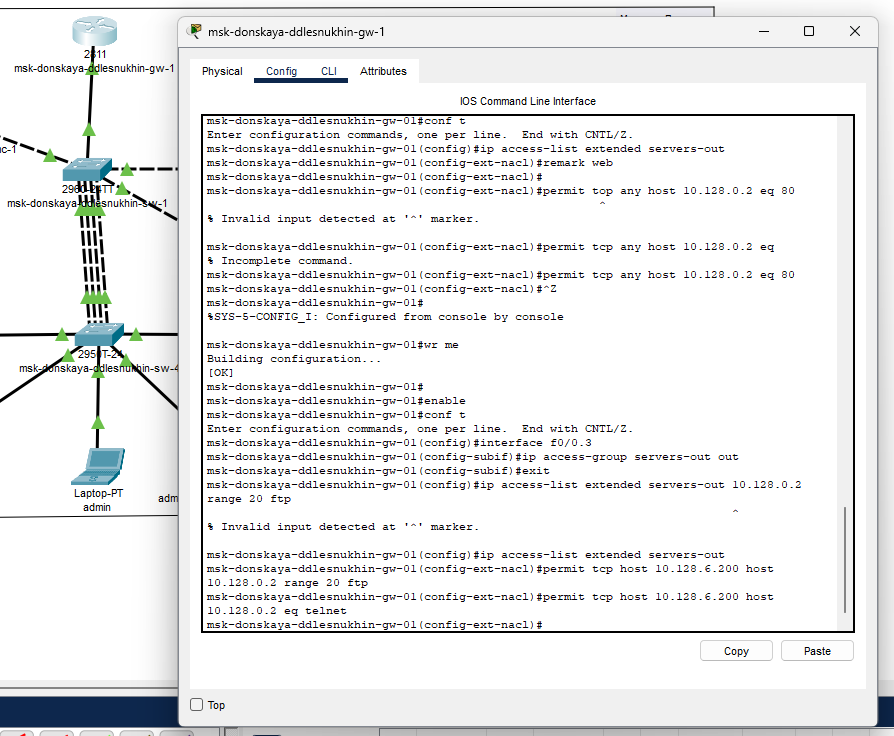 msk-donskaya-ddlesnukhin-gw-1
Physical Config CLI Attributes
IOS Command Line Interface
msk-donskaya-ddlesnukhin-gw-01#conf t
Enter configuration commands, one per line. End with CNTL/Z.
msk-donskaya-ddlesnukhin-gw-01(config)#ip access-list extended servers-out
msk-donskaya-ddlesnukhin-gw-01(config-ext-nacl)#remark web
msk-donskaya-ddlesnukhin-gw-01(config-ext-nacl)#
msk-donskaya-ddlesnukhin-gw-01(config-ext-nacl)#permit top any host 10.128.0.2 eq 80
^
% Invalid input detected at '^' marker.
msk-donskaya-ddlesnukhin-gw-01(config-ext-nacl)#permit tcp any host 10.128.0.2 eq
% Incomplete command.
msk-donskaya-ddlesnukhin-gw-01(config-ext-nacl)#permit tcp any host 10.128.0.2 eq 80
msk-donskaya-ddlesnukhin-gw-01(config-ext-nacl)#^Z
msk-donskaya-ddlesnukhin-gw-01#
%SYS-5-CONFIG_I: Configured from console by console
msk-donskaya-ddlesnukhin-gw-01#wr me
Building configuration...
[OK]
msk-donskaya-ddlesnukhin-gw-01#
msk-donskaya-ddlesnukhin-gw-01#enable
msk-donskaya-ddlesnukhin-gw-01#conf t
Enter configuration commands, one per line. End with CNTL/Z.
msk-donskaya-ddlesnukhin-gw-01(config)#interface f0/0.3
msk-donskaya-ddlesnukhin-gw-01(config-subif)#ip access-group servers-out out
msk-donskaya-ddlesnukhin-gw-01(config-subif)#exit
msk-donskaya-ddlesnukhin-gw-01(config)#ip access-list extended servers-out 10.128.0.2
range 20 ftp
^
% Invalid input detected at '^' marker.
msk-donskaya-ddlesnukhin-gw-01(config)#ip access-list extended servers-out
msk-donskaya-ddlesnukhin-gw-01(config-ext-nacl)#permit tcp host 10.128.6.200 host
10.128.0.2 range 20 ftp
msk-donskaya-ddlesnukhin-gw-01(config-ext-nacl)#permit tcp host 10.128.6.200 host
10.128.0.2 eq telnet
msk-donskaya-ddlesnukhin-gw-01(config-ext-nacl)#
Copy Paste
Top
2811
msk-donskaya-ddlesnukhin-gw-1
uc-1
2960-24TT
msk-donskaya-ddlesnukhin-sw-1
2950T-24
msk-donskaya-ddlesnukhin-sw-4
Laptop-PT
admin
adm